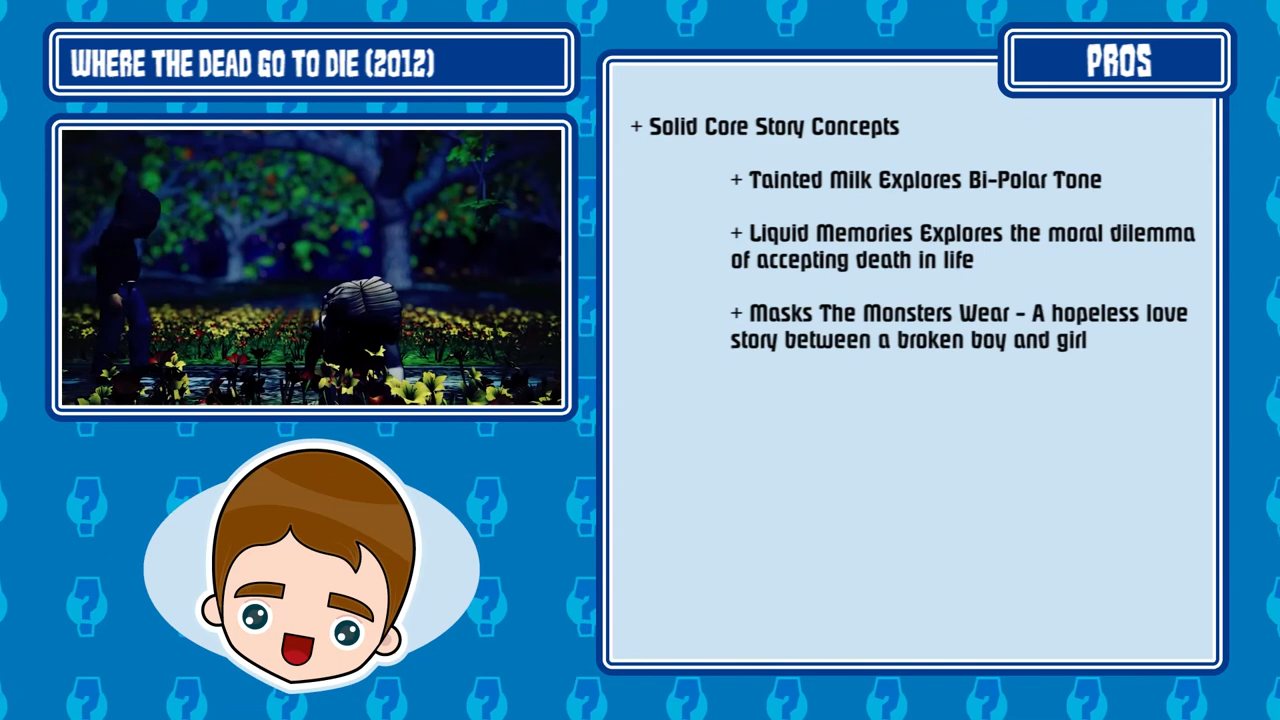 WHERE THE DEAD GO TO DIE (2012)
PROS
+ Solid Core Story Concepts
+ Tainted Milk Explores Bi-Polar Tone
+ Liquid Memories Explores the moral dilemma
of accepting death in life
+ Masks The Monsters Wear - A hopeless love
story between a broken boy and girl